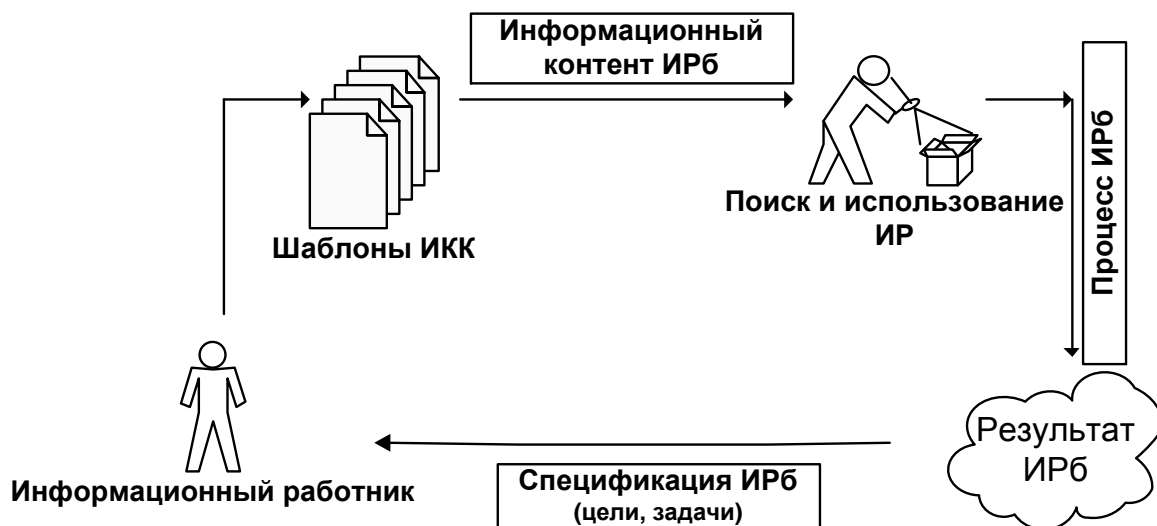 Информационный
контент ИРб
Процесс ИРб
Поиск и использование
ИР
Шаблоны ИКК
Результат
ИРб
Информационный работник
Спецификация ИРб
(цели, задачи)